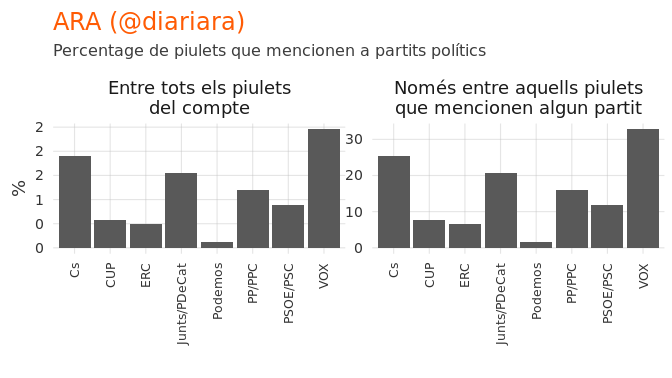 ARA (@diariara)
Percentage de piulets que mencionen a partits polítics
Entre tots els piulets
del compte
Només entre aquells piulets
que mencionen algun partit
%
2
2
2
1
0
0
30
20
10
0
Cs
CUP
ERC
Junts/PDeCat
Podemos
PP/PPC
PSOE/PSC
VOX
Cs
CUP
ERC
Junts/PDeCat
Podemos
PP/PPC
PSOE/PSC
VOX